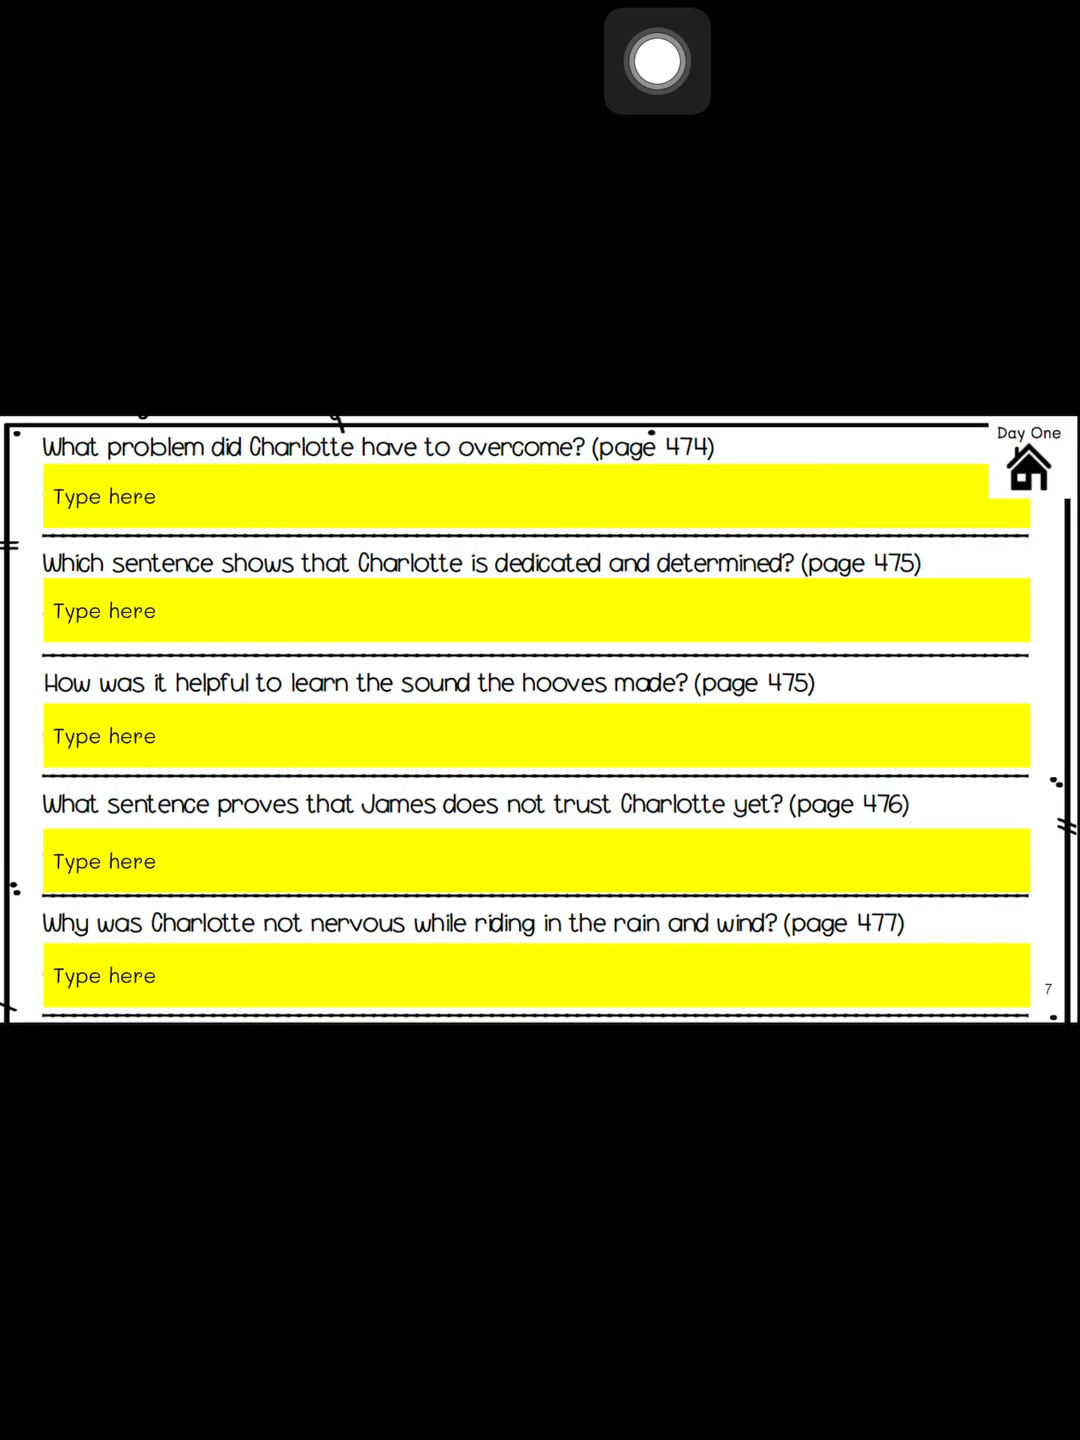 Day One
What problem did Charlotte have to overcome? (page 474)
Type here
Which sentence shows that Charlotte is dedicated and determined? (page 475)
Type here
How was it helpful to learn the sound the hooves made? (page 475)
Type here
What sentence proves that James does not trust Charlotte yet? (page 476)
Type here
Why was Charlotte not nervous while riding in the rain and wind? (page 477)
Type here
7